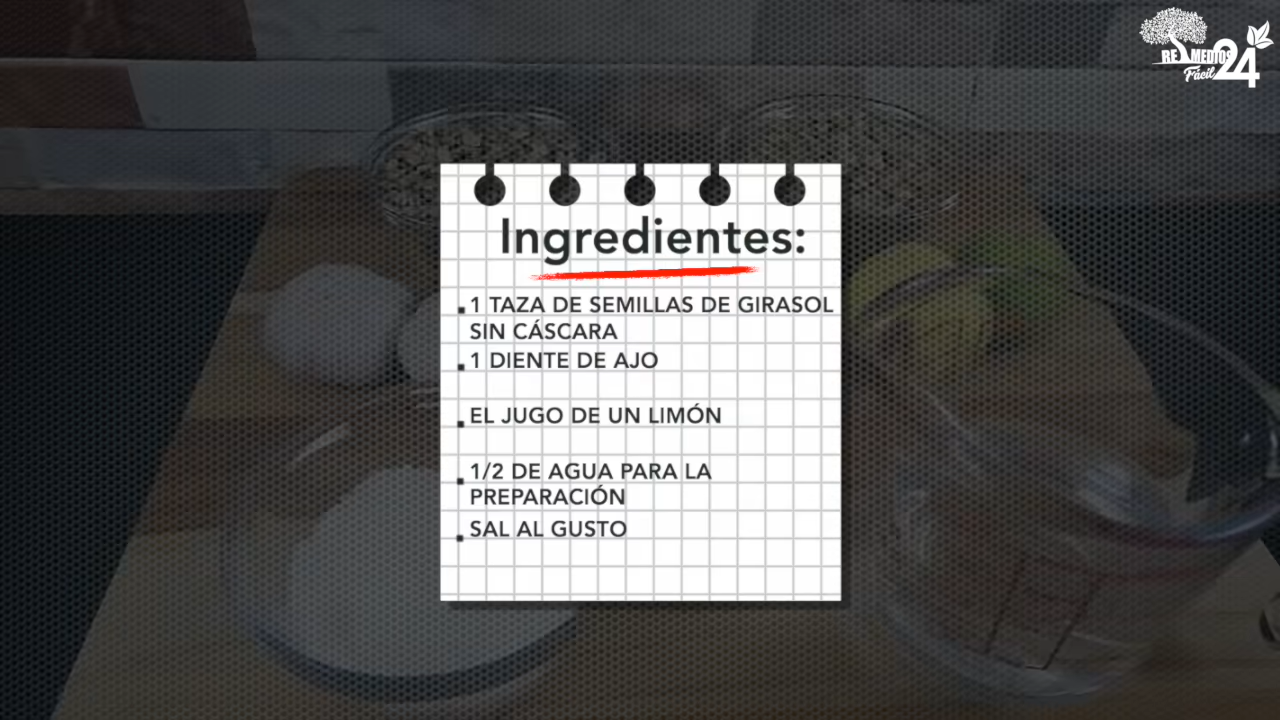 REMEDIOS
Fácil 24
Ingredientes:
1 TAZA DE SEMILLAS DE GIRASOL
SIN CÁSCARA
1 DIENTE DE AJO
EL JUGO DE UN LIMÓN
1/2 DE AGUA PARA LA
PREPARACIÓN
SAL AL GUSTO